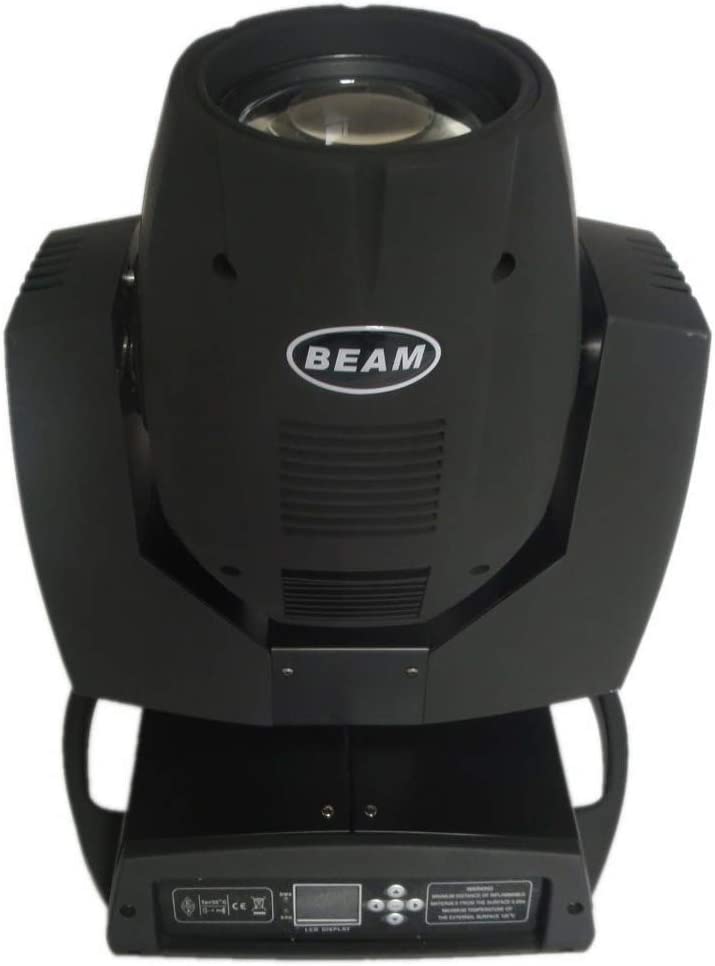 BEAM
CE
LCD DISPLAY
WARNING
MINIMUM DISTANCE OF INFLAMMABLE
MATERIALS FROM THE SURFACE 0.20m
MAXIMUM TEMPERATURE OF
THE EXTERNAL SURFACE 120°C